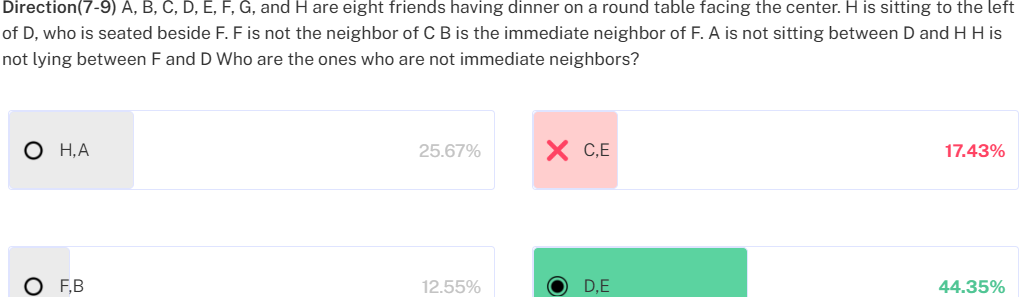 Direction(7-9) A, B, C, D, E, F, G, and H are eight friends having dinner on a round table facing the center. H is sitting to the left
of D, who is seated beside F. F is not the neighbor of C B is the immediate neighbor of F. A is not sitting between D and H H is
not lying between F and D Who are the ones who are not immediate neighbors?
H,A 25.67%
C,E 17.43%
F,B 12.55%
D,E 44.35%